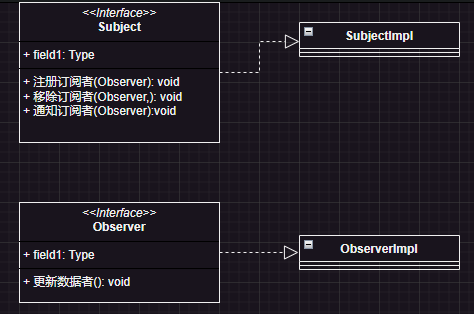 <<Interface>>
Subject
+ field1: Type
+ 注册订阅者(Observer): void
+ 移除订阅者(Observer,): void
+ 通知订阅者(Observer):void
SubjectImpl
<<Interface>>
Observer
+ field1: Type
+ 更新数据者(): void
ObserverImpl